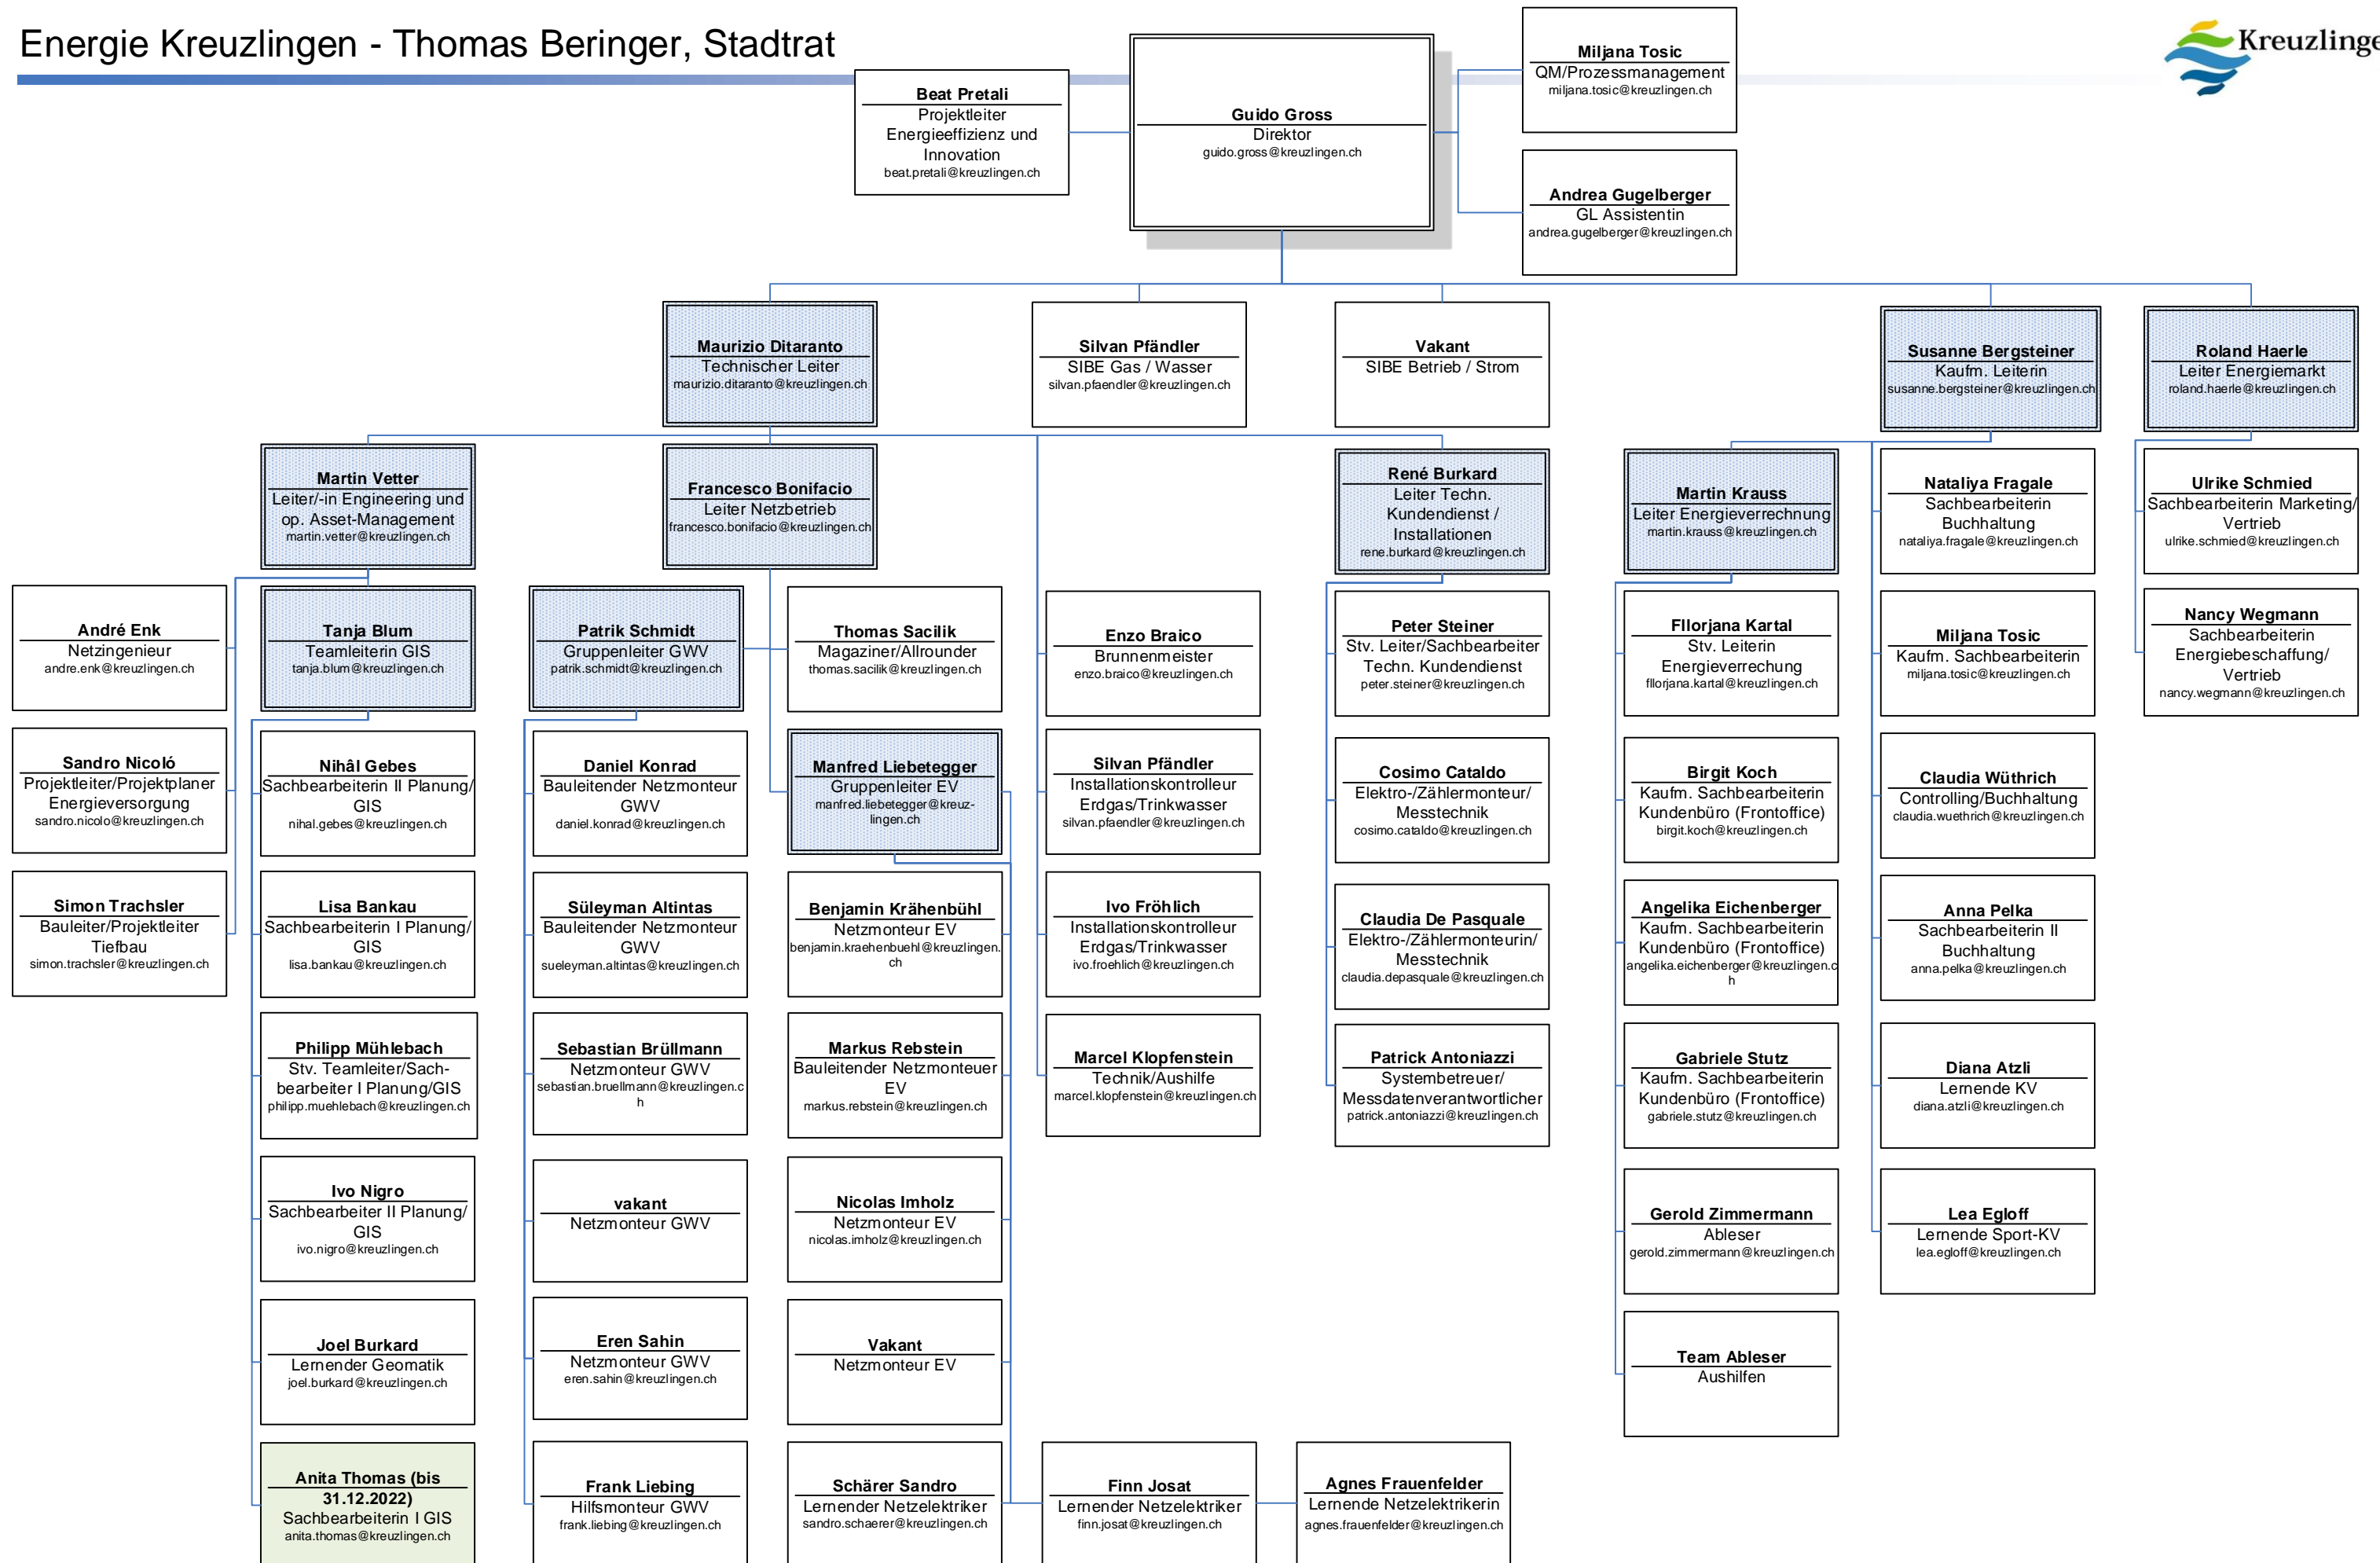 Energie Kreuzlingen - Thomas Beringer, Stadtrat
Kreuzlinge
Beat Pretali
Projektleiter
Energieeffizienz und
Innovation
beat.pretali@kreuzlingen.ch
Guido Gross
Direktor
guido.gross@kreuzlingen.ch
Miljana Tosic
QM/Prozessmanagement
miljana.tosic@kreuzlingen.ch
Andrea Gugelberger
GL Assistentin
andrea.gugelberger@kreuzlingen.ch
Maurizio Ditaranto
Technischer Leiter
maurizio.ditaranto@kreuzlingen.ch
Silvan Pfändler
SIBE Gas / Wasser
silvan.pfaendler@kreuzlingen.ch
Vakant
SIBE Betrieb / Strom
Susanne Bergsteiner
Kaufm. Leiterin
susanne.bergsteiner@kreuzlingen.ch
Roland Haerle
Leiter Energiemarkt
roland.haerle@kreuzlingen.ch
Martin Vetter
Leiter/-in Engineering und
op. Asset-Management
martin.vetter@kreuzlingen.ch
Francesco Bonifacio
Leiter Netzbetrieb
francesco.bonifacio@kreuzlingen.ch
René Burkard
Leiter Techn.
Kundendienst /
Installationen
rene.burkard@kreuzlingen.ch
Martin Krauss
Leiter Energieverrechnung
martin.krauss@kreuzlingen.ch
Nataliya Fragale
Sachbearbeiterin
Buchhaltung
nataliya.fragale@kreuzlingen.ch
Ulrike Schmied
Sachbearbeiterin Marketing/
Vertrieb
ulrike.schmied@kreuzlingen.ch
André Enk
Netzingenieur
andre.enk@kreuzlingen.ch
Tanja Blum
Teamleiterin GIS
tanja.blum@kreuzlingen.ch
Patrik Schmidt
Gruppenleiter GWV
patrik.schmidt@kreuzlingen.ch
Thomas Sacilik
Magaziner/Allrounder
thomas.sacilik@kreuzlingen.ch
Enzo Braico
Brunnenmeister
enzo.braico@kreuzlingen.ch
Peter Steiner
Stv. Leiter/Sachbearbeiter
Techn. Kundendienst
peter.steiner@kreuzlingen.ch
Fllorjana Kartal
Stv. Leiterin
Energieverrechung
fllorjana.kartal@kreuzlingen.ch
Miljana Tosic
Kaufm. Sachbearbeiterin
miljana.tosic@kreuzlingen.ch
Nancy Wegmann
Sachbearbeiterin
Energiebeschaffung/
Vertrieb
nancy.wegmann@kreuzlingen.ch
Sandro Nicoló
Projektleiter/Projektplaner
Energieversorgung
sandro.nicolo@kreuzlingen.ch
Nihâl Gebes
Sachbearbeiterin II Planung/
GIS
nihal.gebes@kreuzlingen.ch
Daniel Konrad
Bauleitender Netzmonteur
GWV
daniel.konrad@kreuzlingen.ch
Manfred Liebetegger
Gruppenleiter EV
manfred.liebetegger@kreuz-
lingen.ch
Silvan Pfändler
Installationskontrolleur
Erdgas/Trinkwasser
silvan.pfaendler@kreuzlingen.ch
Cosimo Cataldo
Elektro-/Zählermonteur/
Messtechnik
cosimo.cataldo@kreuzlingen.ch
Birgit Koch
Kaufm. Sachbearbeiterin
Kundenbüro (Frontoffice)
birgit.koch@kreuzlingen.ch
Claudia Wüthrich
Controlling/Buchhaltung
claudia.wuethrich@kreuzlingen.ch
Simon Trachsler
Bauleiter/Projektleiter
Tiefbau
simon.trachsler@kreuzlingen.ch
Lisa Bankau
Sachbearbeiterin I Planung/
GIS
lisa.bankau@kreuzlingen.ch
Süleyman Altintas
Bauleitender Netzmonteur
GWV
sueleyman.altintas@kreuzlingen.ch
Benjamin Krähenbühl
Netzmonteur EV
benjamin.kraehenbuehl@kreuzlingen.
ch
Ivo Fröhlich
Installationskontrolleur
Erdgas/Trinkwasser
ivo.froehlich@kreuzlingen.ch
Claudia De Pasquale
Elektro-/Zählermonteurin/
Messtechnik
claudia.depasquale@kreuzlingen.ch
Angelika Eichenberger
Kaufm. Sachbearbeiterin
Kundenbüro (Frontoffice)
angelika.eichenberger@kreuzlingen.c
h
Anna Pelka
Sachbearbeiterin II
Buchhaltung
anna.pelka@kreuzlingen.ch
Philipp Mühlebach
Stv. Teamleiter/Sach-
bearbeiter I Planung/GIS
philipp.muehlebach@kreuzlingen.ch
Sebastian Brüllmann
Netzmonteur GWV
sebastian.bruellmann@kreuzlingen.c
h
Markus Rebstein
Bauleitender Netzmonteuer
EV
markus.rebstein@kreuzlingen.ch
Marcel Klopfenstein
Technik/Aushilfe
marcel.klopfenstein@kreuzlingen.ch
Patrick Antoniazzi
Systembetreuer/
Messdatenverantwortlicher
patrick.antoniazzi@kreuzlingen.ch
Gabriele Stutz
Kaufm. Sachbearbeiterin
Kundenbüro (Frontoffice)
gabriele.stutz@kreuzlingen.ch
Diana Atzli
Lernende KV
diana.atzli@kreuzlingen.ch
Ivo Nigro
Sachbearbeiter II Planung/
GIS
ivo.nigro@kreuzlingen.ch
vakant
Netzmonteur GWV
Nicolas Imholz
Netzmonteur EV
nicolas.imholz@kreuzlingen.ch
Gerold Zimmermann
Ableser
gerold.zimmermann@kreuzlingen.ch
Lea Egloff
Lernende Sport-KV
lea.egloff@kreuzlingen.ch
Joel Burkard
Lernender Geomatik
joel.burkard@kreuzlingen.ch
Eren Sahin
Netzmonteur GWV
eren.sahin@kreuzlingen.ch
Vakant
Netzmonteur EV
Team Ableser
Aushilfen
Anita Thomas (bis
31.12.2022)
Sachbearbeiterin I GIS
anita.thomas@kreuzlingen.ch
Frank Liebing
Hilfsmonteur GWV
frank.liebing@kreuzlingen.ch
Schärer Sandro
Lernender Netzelektriker
sandro.schaerer@kreuzlingen.ch
Finn Josat
Lernender Netzelektriker
finn.josat@kreuzlingen.ch
Agnes Frauenfelder
Lernende Netzelektrikerin
agnes.frauenfelder@kreuzlingen.ch